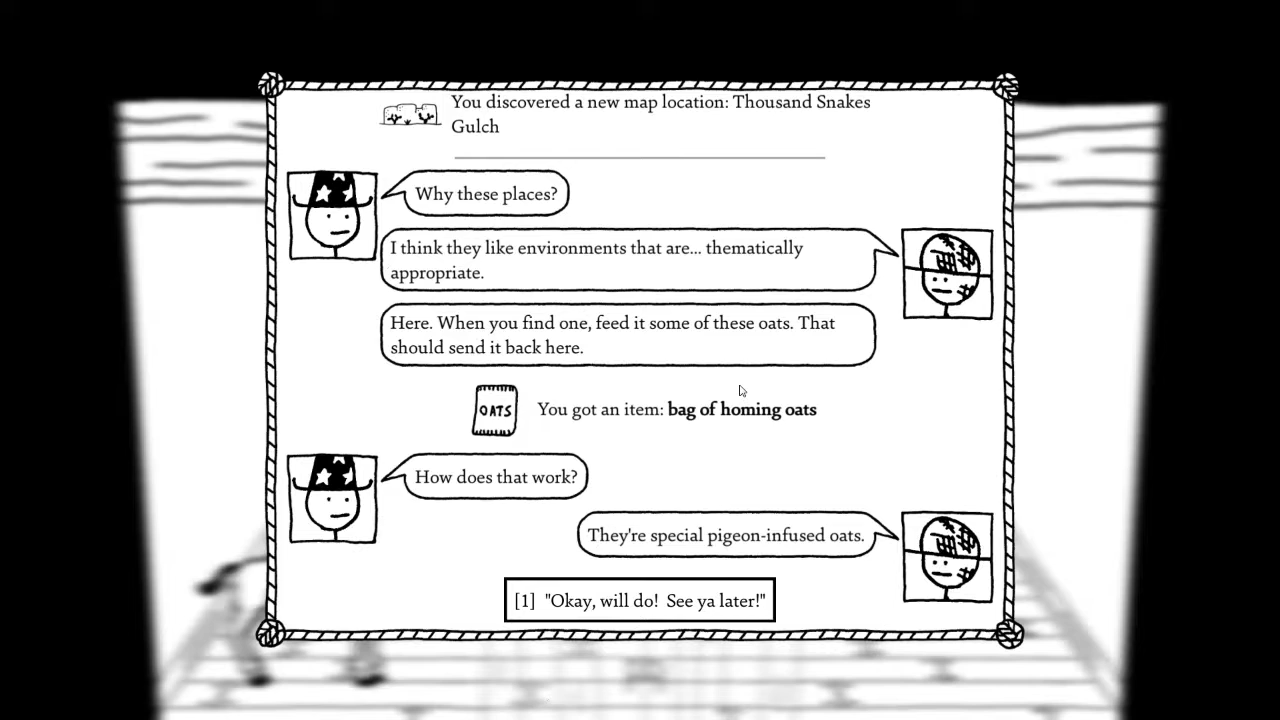 You discovered a new map location: Thousand Snakes
Gulch
Why these places?
I think they like environments that are... thematically
appropriate.
Here. When you find one, feed it some of these oats. That
should send it back here.
OATS
You got an item: bag of homing oats
How does that work?
They're special pigeon-infused oats.
[1] "Okay, will do! See ya later!"